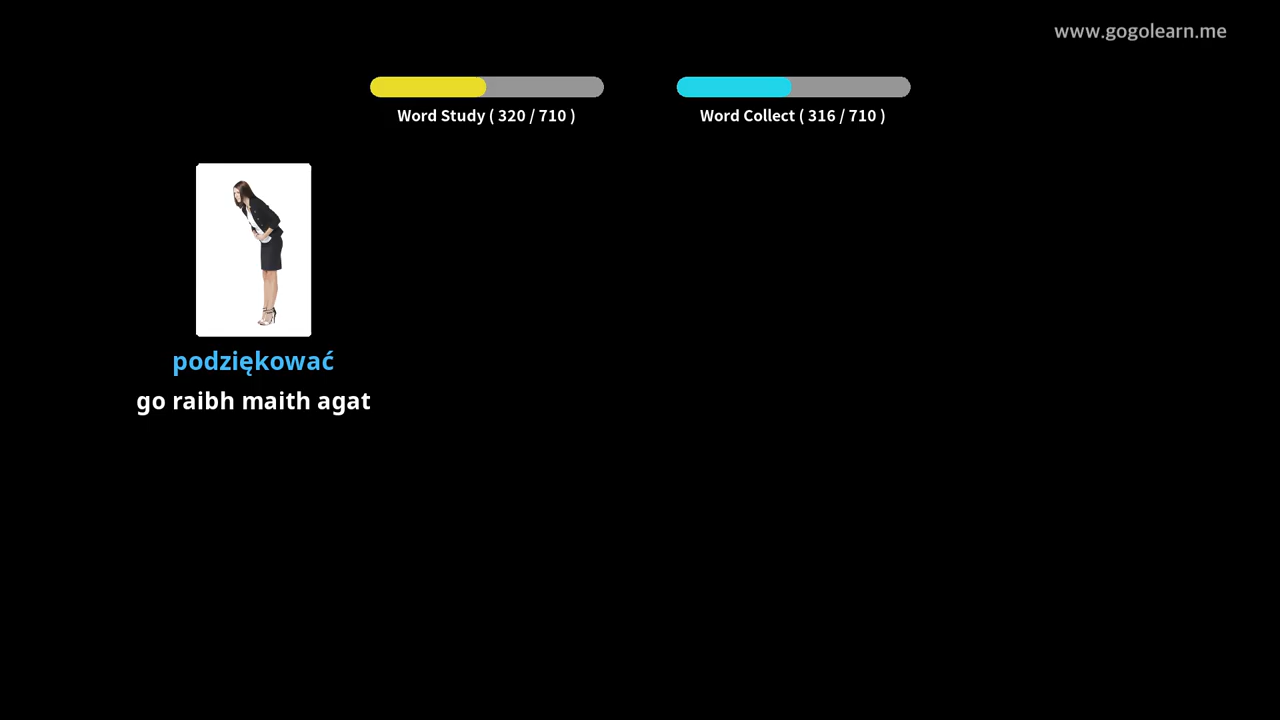 www.gogolearn.me
Word Study ( 320 / 710 )
Word Collect ( 316 / 710 )
podziękować
go raibh maith agat